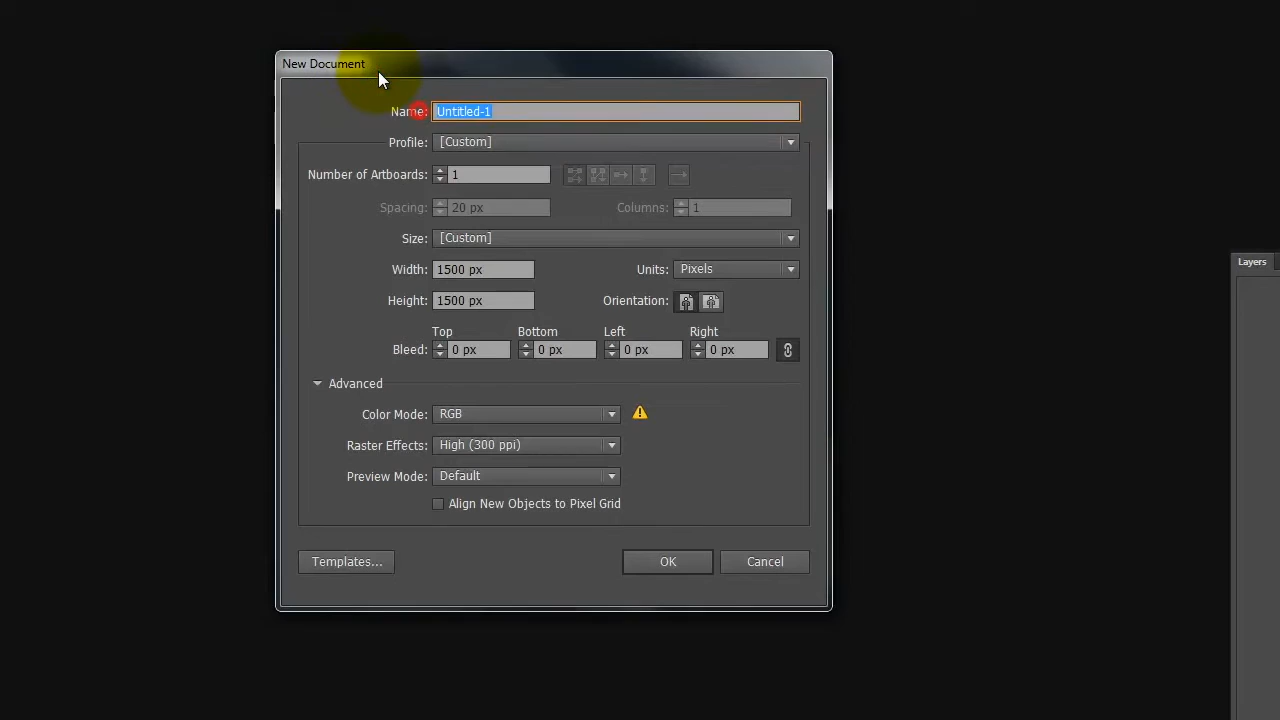 New Document
Name: Untitled-1
Profile: [Custom]
Number of Artboards: 1
Spacing: 20 px Columns: 1
Size: [Custom]
Width: 1500 px Units: Pixels
Height: 1500 px Orientation:
Top Bottom Left Right
Bleed: 0 px 0 px 0 px 0 px
Advanced
Color Mode: RGB
Raster Effects: High (300 ppi)
Preview Mode: Default
Align New Objects to Pixel Grid
Templates... OK Cancel
Layers